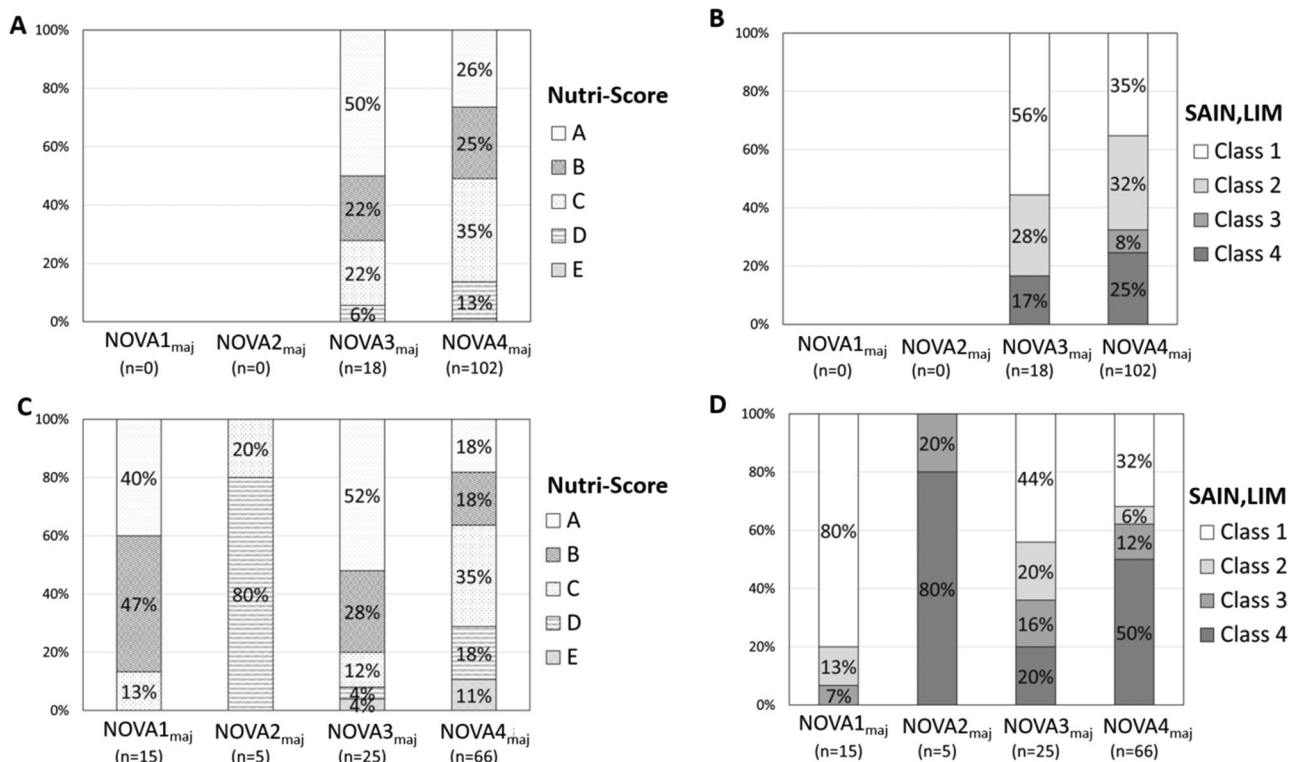 A
100%
80%
60%
40%
20%
0%
50%
22%
22%
6%
26%
25%
35%
13%
NOVA1maj
(n=0)
NOVA2maj
(n=0)
NOVA3maj
(n=18)
NOVA4maj
(n=102)
Nutri-Score
A
B
C
D
E
B
100%
80%
60%
40%
20%
0%
56%
28%
17%
35%
32%
8%
25%
NOVA1maj
(n=0)
NOVA2maj
(n=0)
NOVA3maj
(n=18)
NOVA4maj
(n=102)
SAIN,LIM
Class 1
Class 2
Class 3
Class 4
C
100%
80%
60%
40%
20%
0%
40%
47%
13%
20%
80%
52%
28%
12%
4%
4%
18%
18%
35%
18%
11%
NOVA1maj
(n=15)
NOVA2maj
(n=5)
NOVA3maj
(n=25)
NOVA4maj
(n=66)
Nutri-Score
A
B
C
D
E
D
100%
80%
60%
40%
20%
0%
80%
13%
7%
20%
80%
44%
20%
16%
20%
32%
6%
12%
50%
NOVA1maj
(n=15)
NOVA2maj
(n=5)
NOVA3maj
(n=25)
NOVA4maj
(n=66)
SAIN,LIM
Class 1
Class 2
Class 3
Class 4